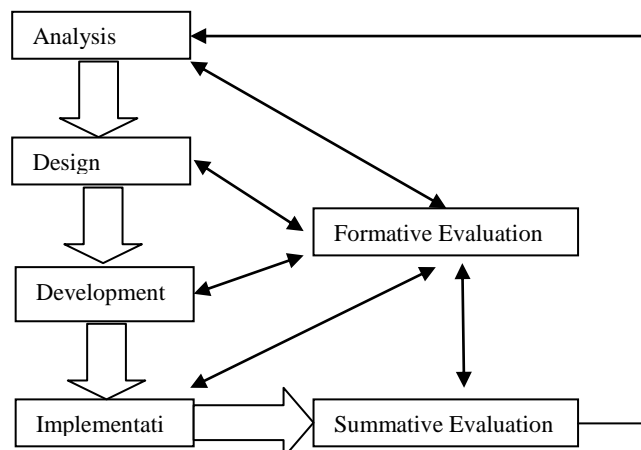 Analysis
Design
Formative Evaluation
Development
Implementati
Summative Evaluation